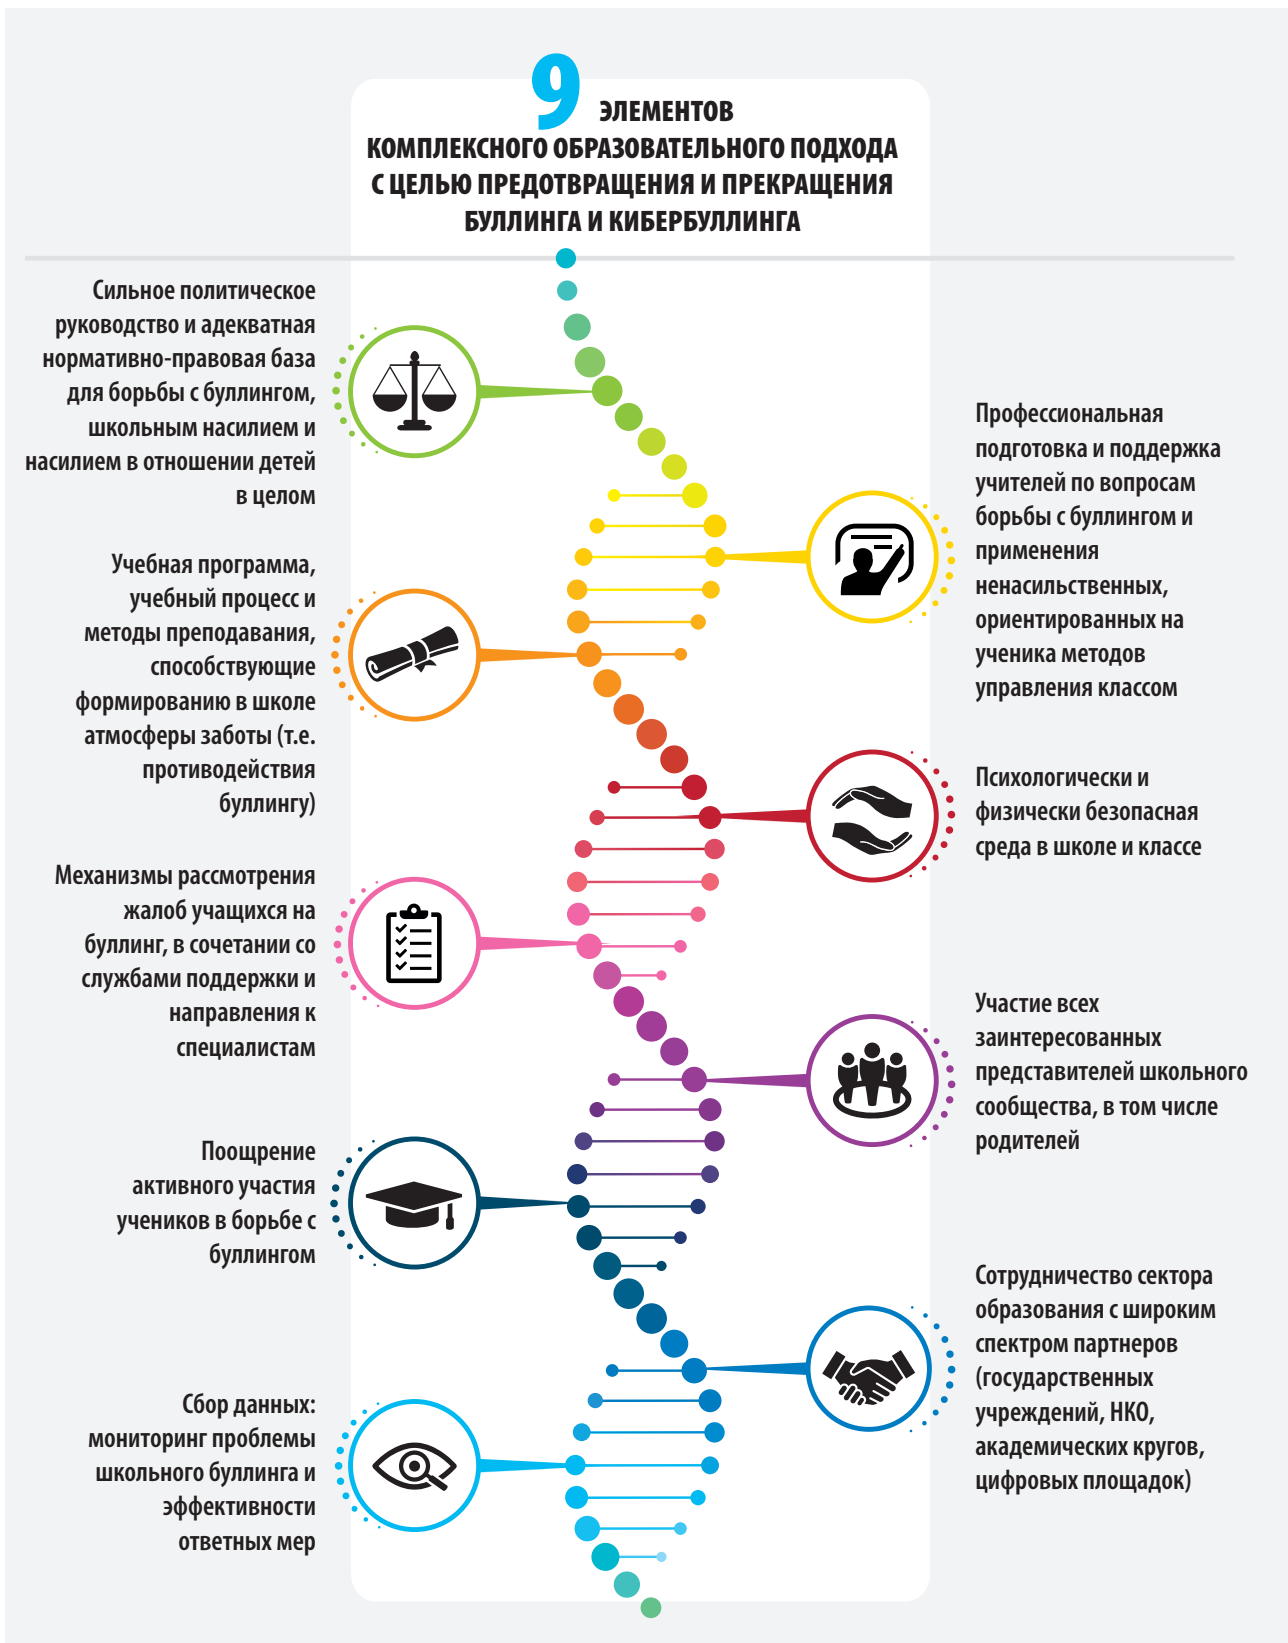 9 ЭЛЕМЕНТОВ
КОМПЛЕКСНОГО ОБРАЗОВАТЕЛЬНОГО ПОДХОДА
С ЦЕЛЬЮ ПРЕДОТВРАЩЕНИЯ И ПРЕКРАЩЕНИЯ
БУЛЛИНГА И КИБЕРБУЛЛИНГА
Сильное политическое
руководство и адекватная
нормативно-правовая база
для борьбы с буллингом,
школьным насилием и
насилием в отношении детей
в целом
Профессиональная
подготовка и поддержка
учителей по вопросам
борьбы с буллингом и
применения
ненасильственных,
ориентированных на
ученика методов
управления классом
Учебная программа,
учебный процесс и
методы преподавания,
способствующие
формированию в школе
атмосферы заботы (т.е.
противодействия
буллингу)
Психологически и
физически безопасная
среда в школе и классе
Механизмы рассмотрения
жалоб учащихся на
буллинг, в сочетании со
службами поддержки и
направления к
специалистам
Участие всех
заинтересованных
представителей школьного
сообщества, в том числе
родителей
Поощрение
активного участия
учеников в борьбе с
буллингом
Сотрудничество сектора
образования с широким
спектром партнеров
(государственных
учреждений, НКО,
академических кругов,
цифровых площадок)
Сбор данных:
мониторинг проблемы
школьного буллинга и
эффективности
ответных мер